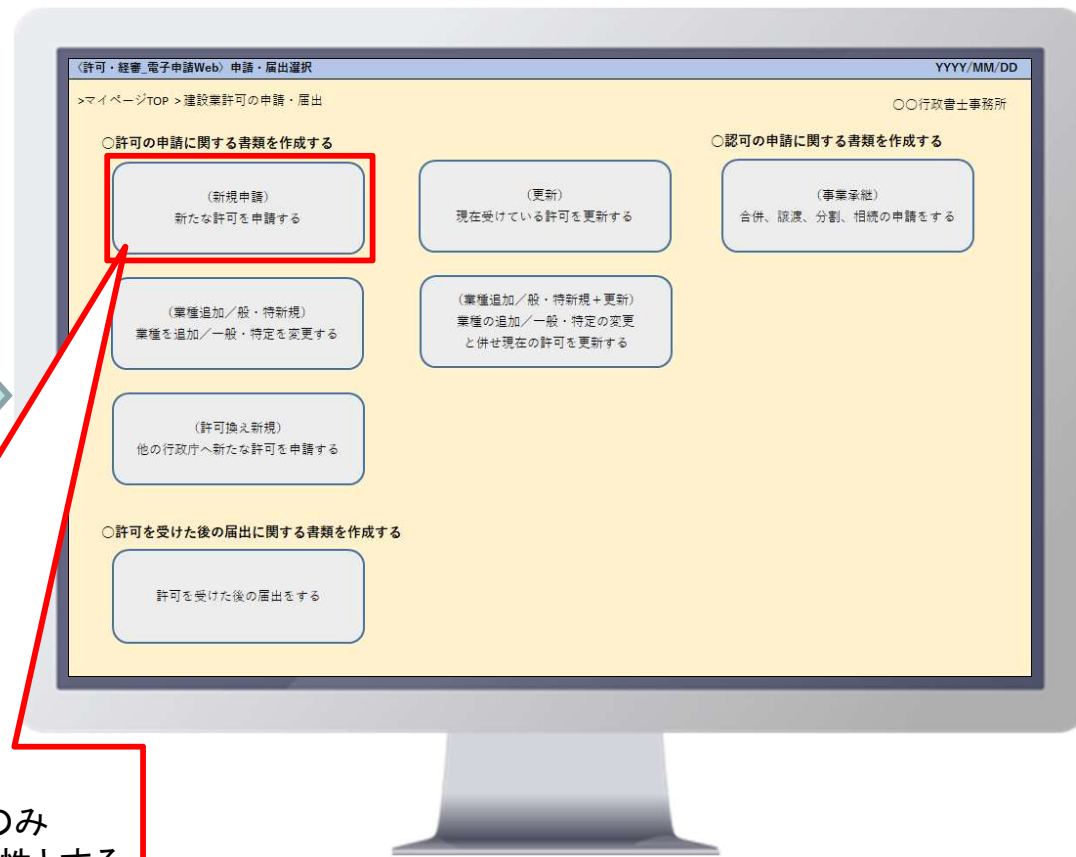 〈許可・経審_電子申請Web〉申請・届出選択
YYYY/MM/DD
>マイページTOP >建設業許可の申請・届出
〇〇行政書士事務所
○許可の申請に関する書類を作成する
○認可の申請に関する書類を作成する
（新規申請）
新たな許可を申請する
（更新）
現在受けている許可を更新する
（事業承継）
合併、譲渡、分割、相続の申請をする
（業種追加／般・特新規）
業種を追加／一般・特定を変更する
（業種追加／般・特新規+更新）
業種の追加／一般・特定の変更
と併せ現在の許可を更新する
（許可換え新規）
他の行政庁へ新たな許可を申請する
○許可を受けた後の届出に関する書類を作成する
許可を受けた後の届出をする
のみ
とする